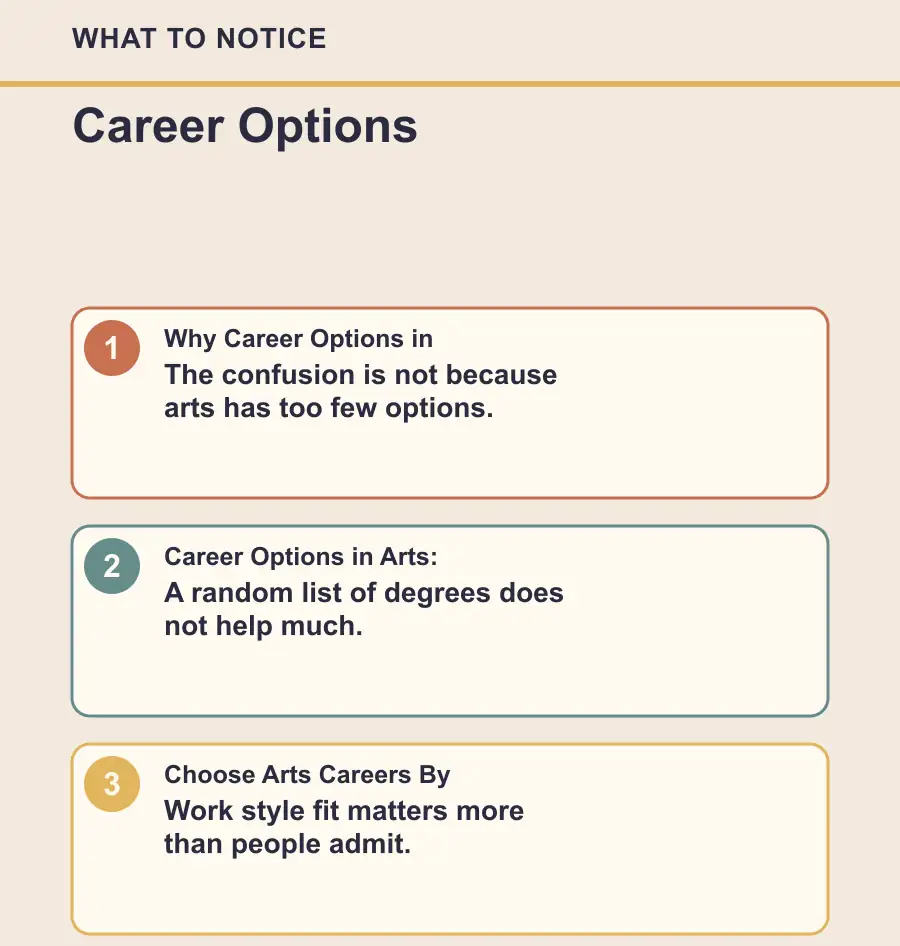 WHAT TO NOTICE
Career Options
1
Why Career Options in
The confusion is not because
arts has too few options.
2
Career Options in Arts:
A random list of degrees does
not help much.
3
Choose Arts Careers By
Work style fit matters more
than people admit.